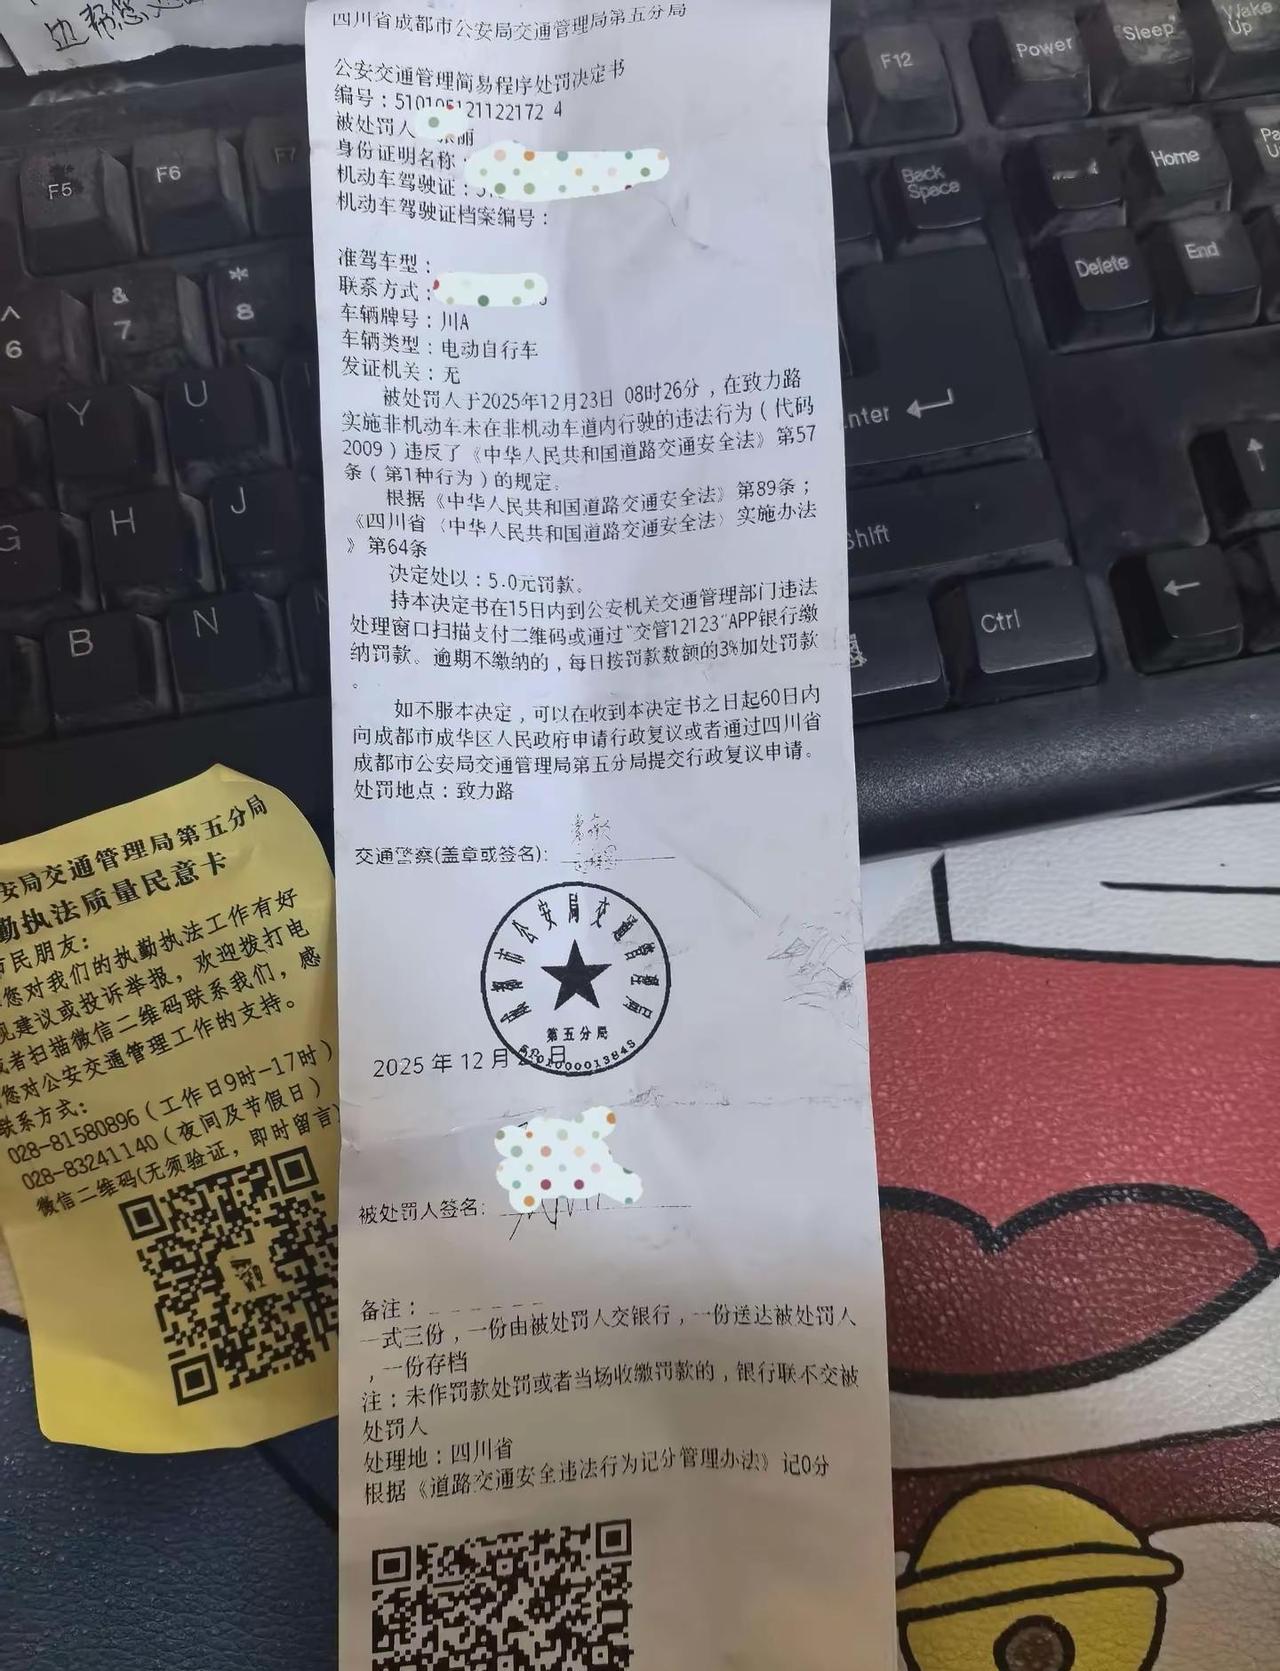 四川省成都市公安局交通管理局第五分局
公安交通管理简易程序处罚决定书
编号：510105121122172 4
被处罚人 丽
身份证明名称：
机动车驾驶证：5
机动车驾驶证档案编号：
准驾车型：
联系方式：
车辆牌号：川A
车辆类型：电动自行车
发证机关：无
被处罚人于2025年12月23日 08时26分，在致力路
实施非机动车未在非机动车道内行驶的违法行为（代码
2009）违反了《中华人民共和国道路交通安全法》第57
条（第1种行为）的规定。
根据《中华人民共和国道路交通安全法》第89条；
《四川省〈中华人民共和国道路交通安全法〉实施办法
》第64条
决定处以：5.0元罚款。
持本决定书在15日内到公安机关交通管理部门违法
处理窗口扫描支付二维码或通过"交管12123"APP银行缴
纳罚款。逾期不缴纳的，每日按罚款数额的3%加处罚款
。
如不服本决定，可以在收到本决定书之日起60日内
向成都市成华区人民政府申请行政复议或者通过四川省
成都市公安局交通管理局第五分局提交行政复议申请。
处罚地点：致力路
交通警察(盖章或签名)：
成都市公安局交通管理局
第五分局
5101000013845
2025 年 12 月 日
被处罚人签名：
备注：
一式三份，一份由被处罚人交银行，一份送达被处罚人
，一份存档
注：未作罚款处罚或者当场收缴罚款的，银行联不交被
处罚人
处理地：四川省
根据《道路交通安全违法行为记分管理办法》记0分
安局交通管理局第五分局
勤执法质量民意卡
市民朋友：
您对我们的执勤执法工作有好
见建议或投诉举报，欢迎拨打电
或者扫描微信二维码联系我们，感
您对公安交通管理工作的支持。
联系方式：
028-81580896（工作日9时-17时）
028-83241140（夜间及节假日）
微信二维码(无须验证，即时留言)
F5
F6
F7
F12
Power
Sleep
Wake
Up
^
6
&
7
*
8
Back
Space
Home
Delete
End
Y
U
Enter
G
H
J
Shift
B
N
Ctrl